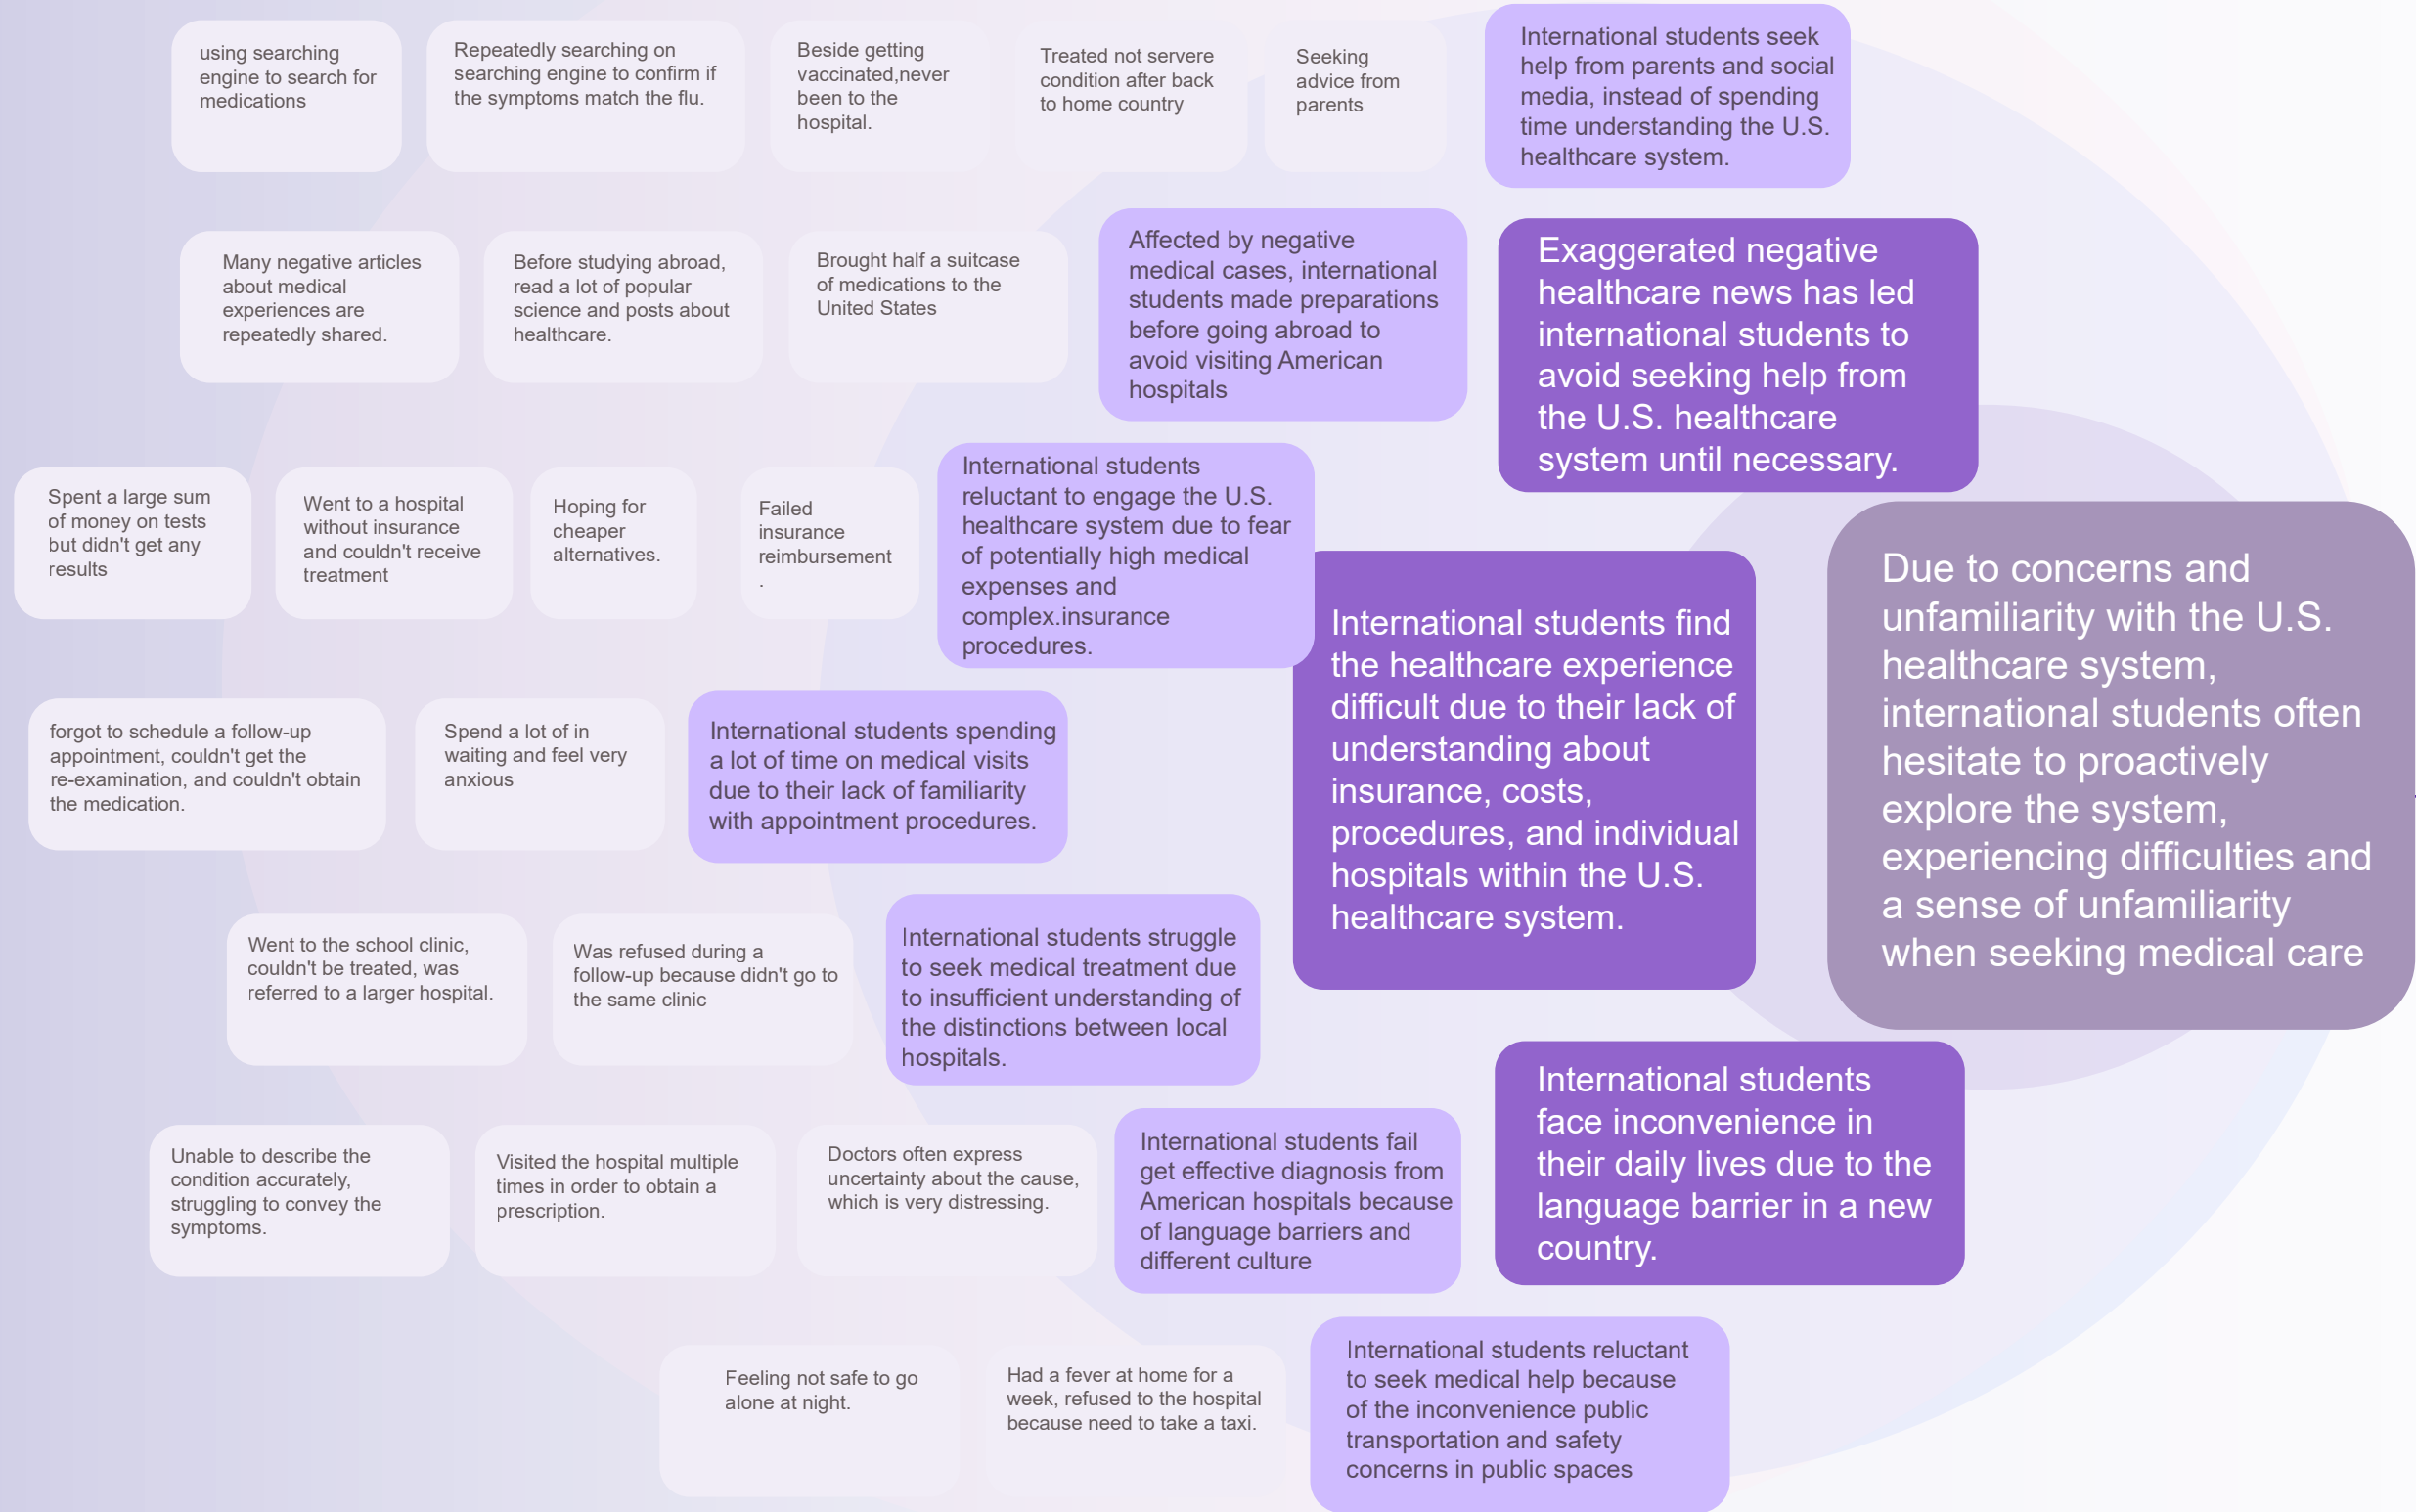 using searching
engine to search for
medications
Repeatedly searching on
searching engine to confirm if
the symptoms match the flu.
Beside getting
vaccinated,never
been to the
hospital.
Treated not servere
condition after back
to home country
Seeking
advice from
parents
International students seek
help from parents and social
media, instead of spending
time understanding the U.S.
healthcare system.
Many negative articles
about medical
experiences are
repeatedly shared.
Before studying abroad,
read a lot of popular
science and posts about
healthcare.
Brought half a suitcase
of medications to the
United States
Affected by negative
medical cases, international
students made preparations
before going abroad to
avoid visiting American
hospitals
Exaggerated negative
healthcare news has led
international students to
avoid seeking help from
the U.S. healthcare
system until necessary.
Spent a large sum
of money on tests
but didn't get any
results
Went to a hospital
without insurance
and couldn't receive
treatment
Hoping for
cheaper
alternatives.
Failed
insurance
reimbursement
.
International students
reluctant to engage the U.S.
healthcare system due to fear
of potentially high medical
expenses and
complex.insurance
procedures.
International students find
the healthcare experience
difficult due to their lack of
understanding about
insurance, costs,
procedures, and individual
hospitals within the U.S.
healthcare system.
Due to concerns and
unfamiliarity with the U.S.
healthcare system,
international students often
hesitate to proactively
explore the system,
experiencing difficulties and
a sense of unfamiliarity
when seeking medical care
forgot to schedule a follow-up
appointment, couldn't get the
re-examination, and couldn't obtain
the medication.
Spend a lot of in
waiting and feel very
anxious
International students spending
a lot of time on medical visits
due to their lack of familiarity
with appointment procedures.
Went to the school clinic,
couldn't be treated, was
referred to a larger hospital.
Was refused during a
follow-up because didn't go to
the same clinic
International students struggle
to seek medical treatment due
to insufficient understanding of
the distinctions between local
hospitals.
Unable to describe the
condition accurately,
struggling to convey the
symptoms.
Visited the hospital multiple
times in order to obtain a
prescription.
Doctors often express
uncertainty about the cause,
which is very distressing.
International students fail
get effective diagnosis from
American hospitals because
of language barriers and
different culture
International students
face inconvenience in
their daily lives due to the
language barrier in a new
country.
Feeling not safe to go
alone at night.
Had a fever at home for a
week, refused to the hospital
because need to take a taxi.
International students reluctant
to seek medical help because
of the inconvenience public
transportation and safety
concerns in public spaces